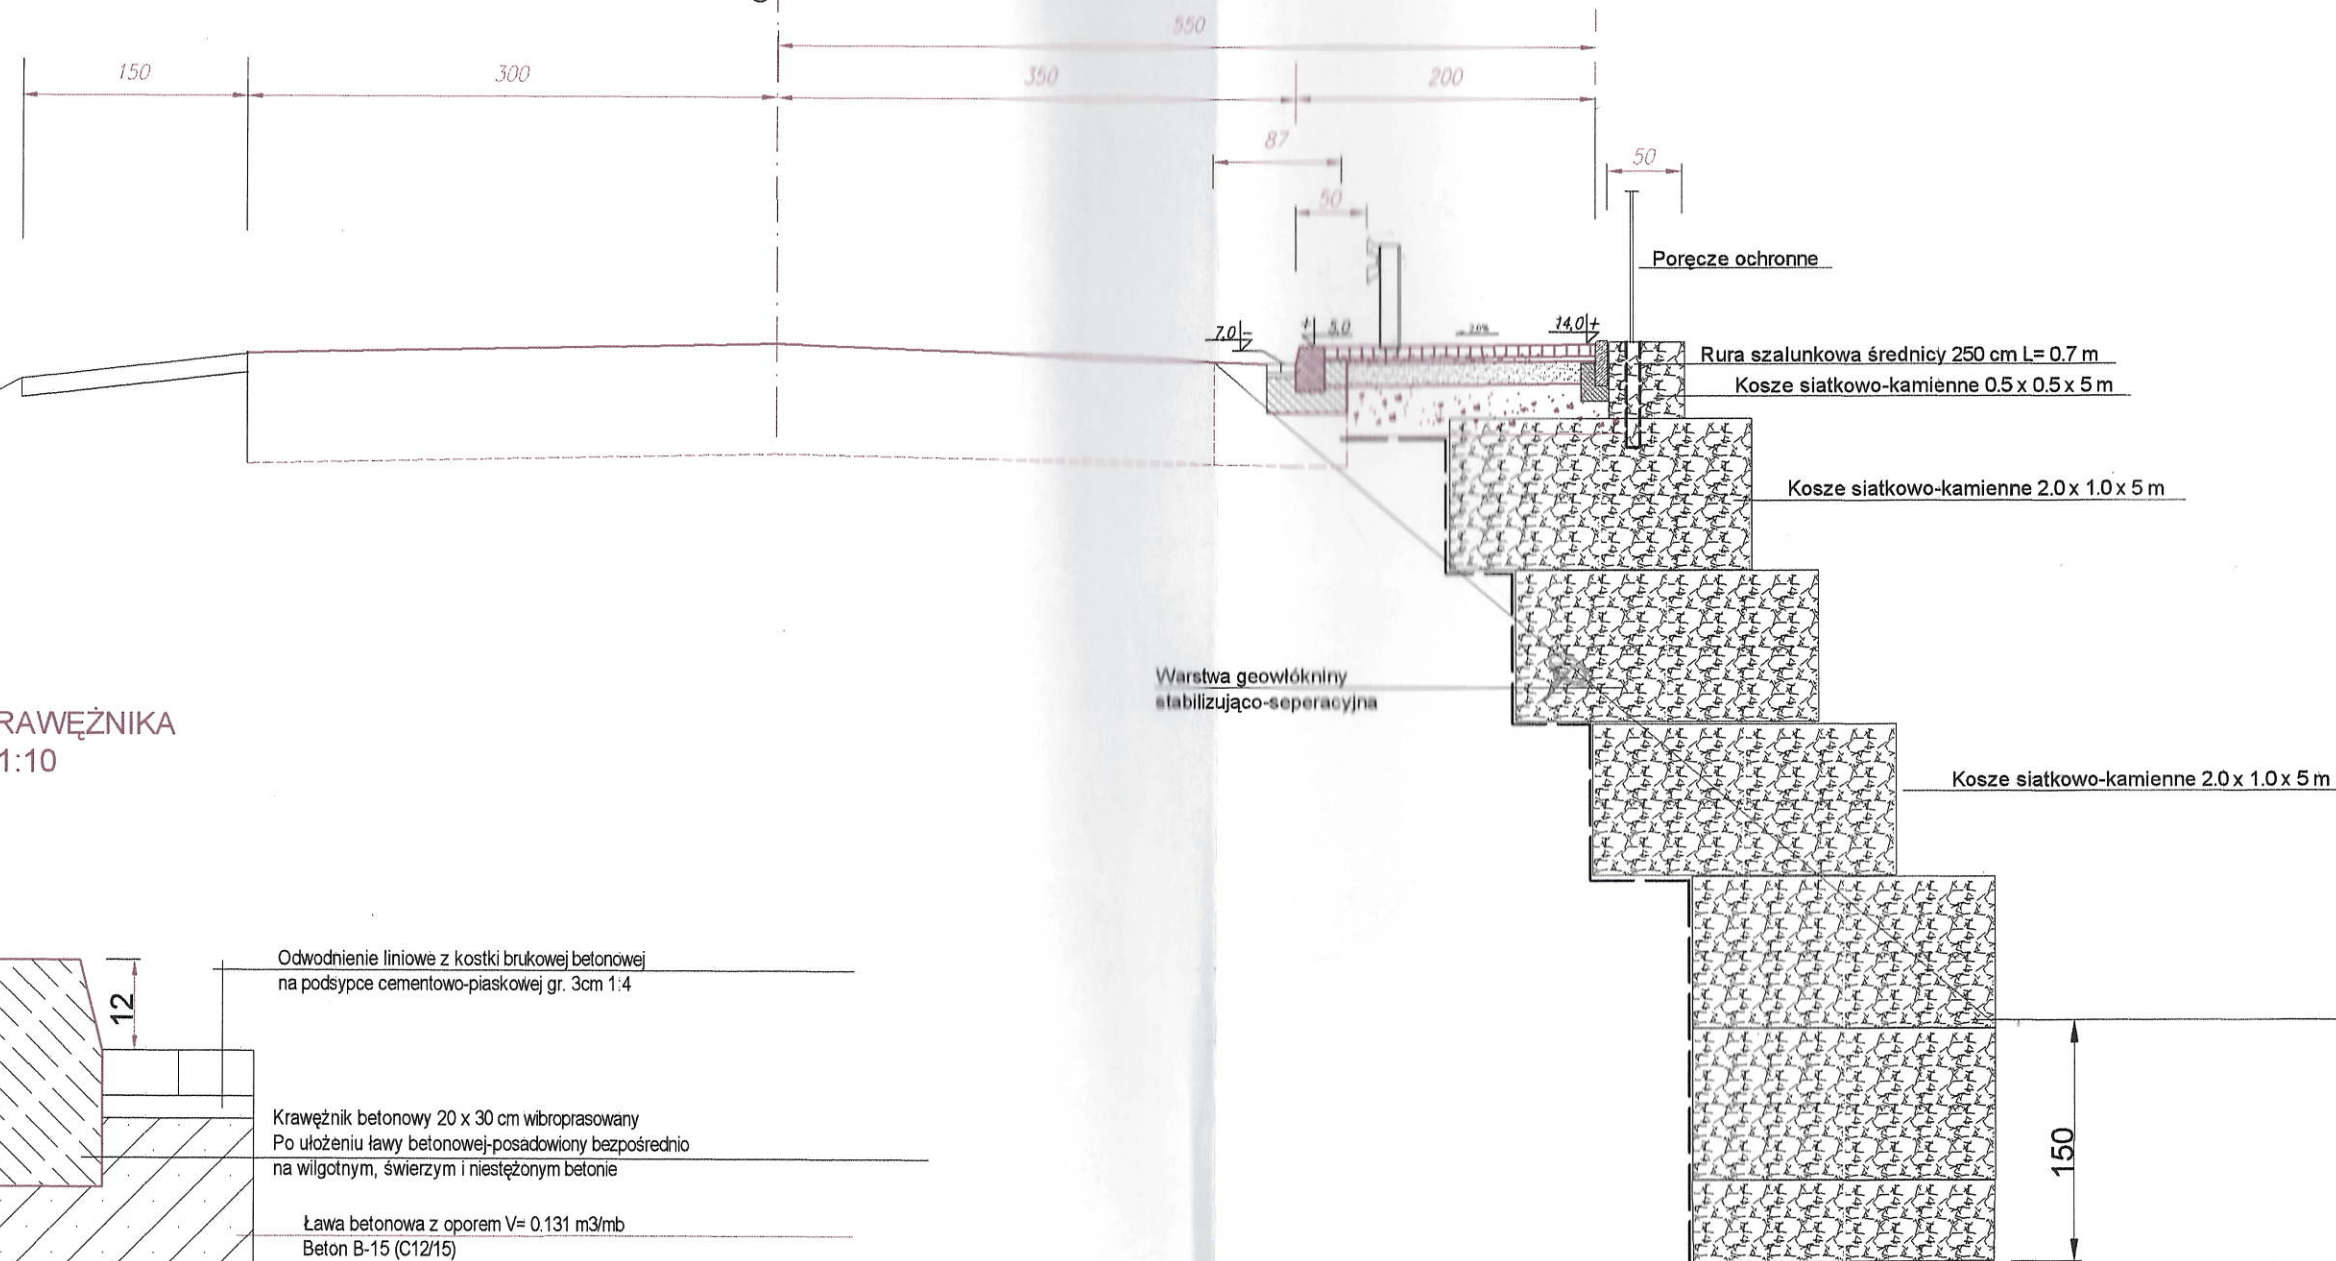 550
150
300
350
200
87
50
50
Poręcze ochronne
7,0
5,0
2.0%
14,0
Rura szalunkowa średnicy 250 cm L= 0.7 m
Kosze siatkowo-kamienne 0.5 x 0.5 x 5 m
Kosze siatkowo-kamienne 2.0 x 1.0 x 5 m
Warstwa geowłókniny
stabilizująco-seperacyjna
RAWĘŻNIKA
1:10
Kosze siatkowo-kamienne 2.0 x 1.0 x 5 m
Odwodnienie liniowe z kostki brukowej betonowej
na podsypce cementowo-piaskowej gr. 3cm 1:4
12
Krawężnik betonowy 20 x 30 cm wibroprasowany
Po ułożeniu ławy betonowej-posadowiony bezpośrednio
na wilgotnym, świerzym i niestężonym betonie
150
Ława betonowa z oporem V= 0.131 m3/mb
Beton B-15 (C12/15)